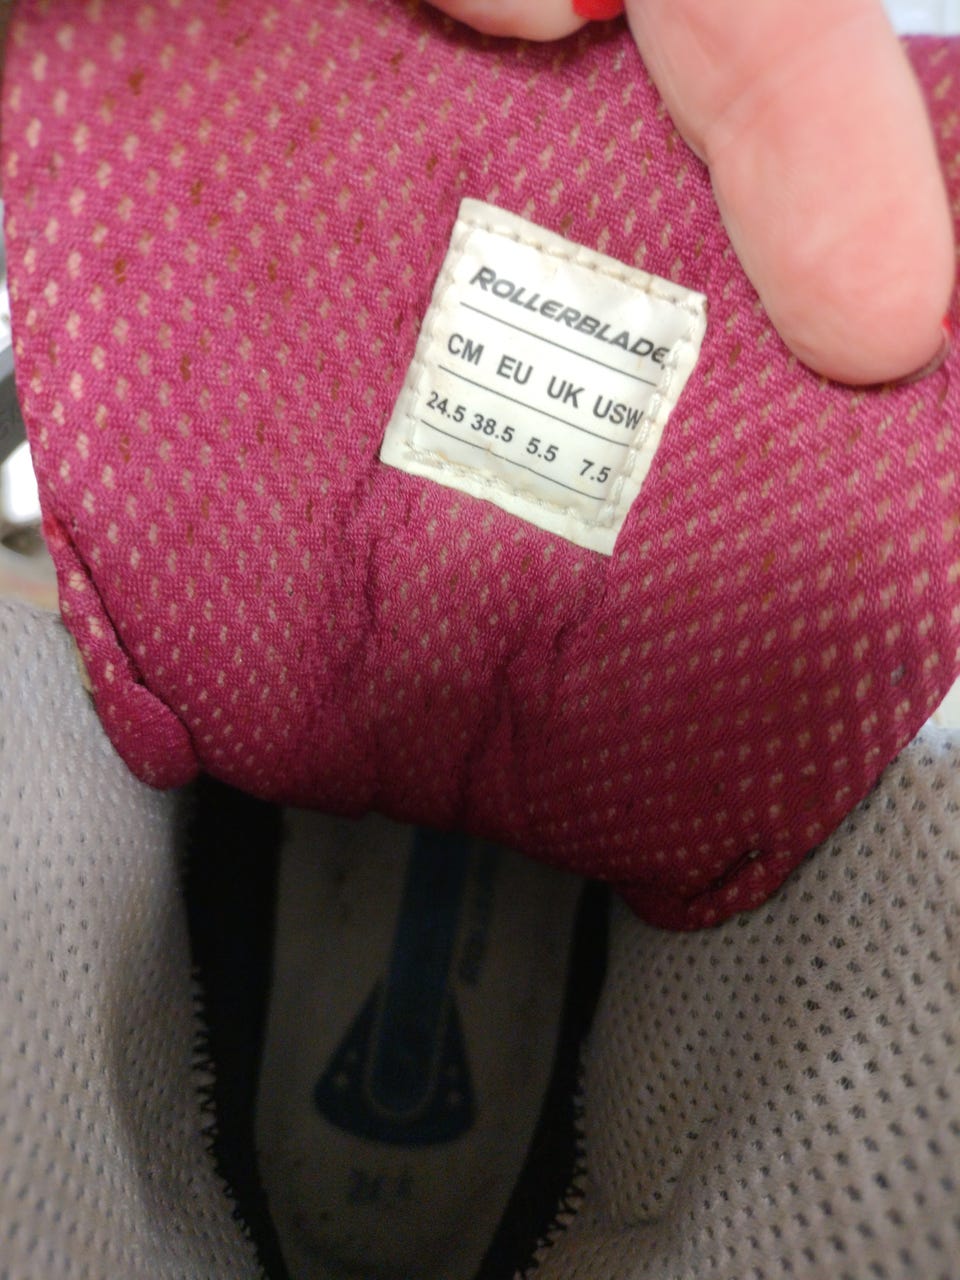 ROLLERBLADE
CM EU UK USW
24.5 38.5 5.5 7.5